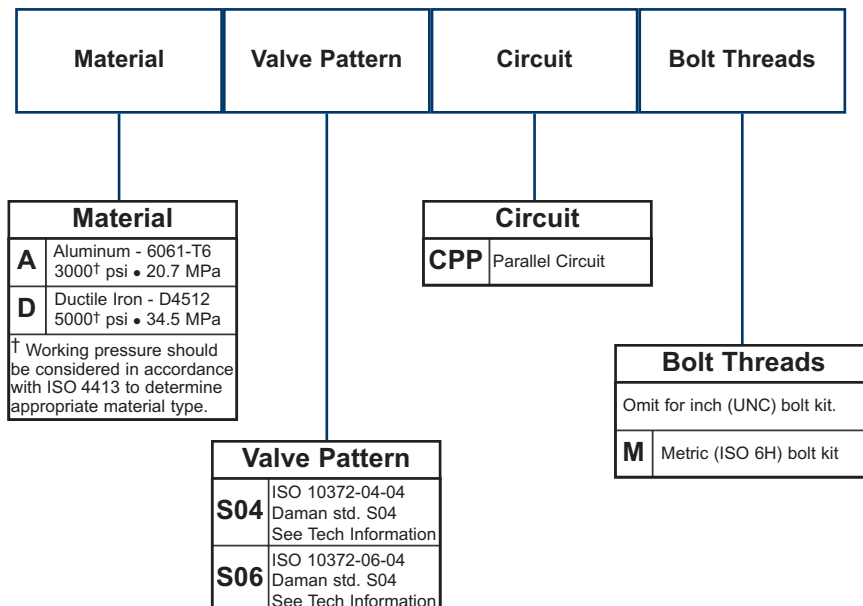 Material
Valve Pattern
Circuit
Bolt Threads
Material
A
Aluminum - 6061-T6
3000† psi • 20.7 MPa
D
Ductile Iron - D4512
5000† psi • 34.5 MPa
† Working pressure should
be considered in accordance
with ISO 4413 to determine
appropriate material type.
Circuit
CPP
Parallel Circuit
Bolt Threads
Omit for inch (UNC) bolt kit.
M
Metric (ISO 6H) bolt kit
Valve Pattern
S04
ISO 10372-04-04
Daman std. S04
See Tech Information
S06
ISO 10372-06-04
Daman std. S04
See Tech Information